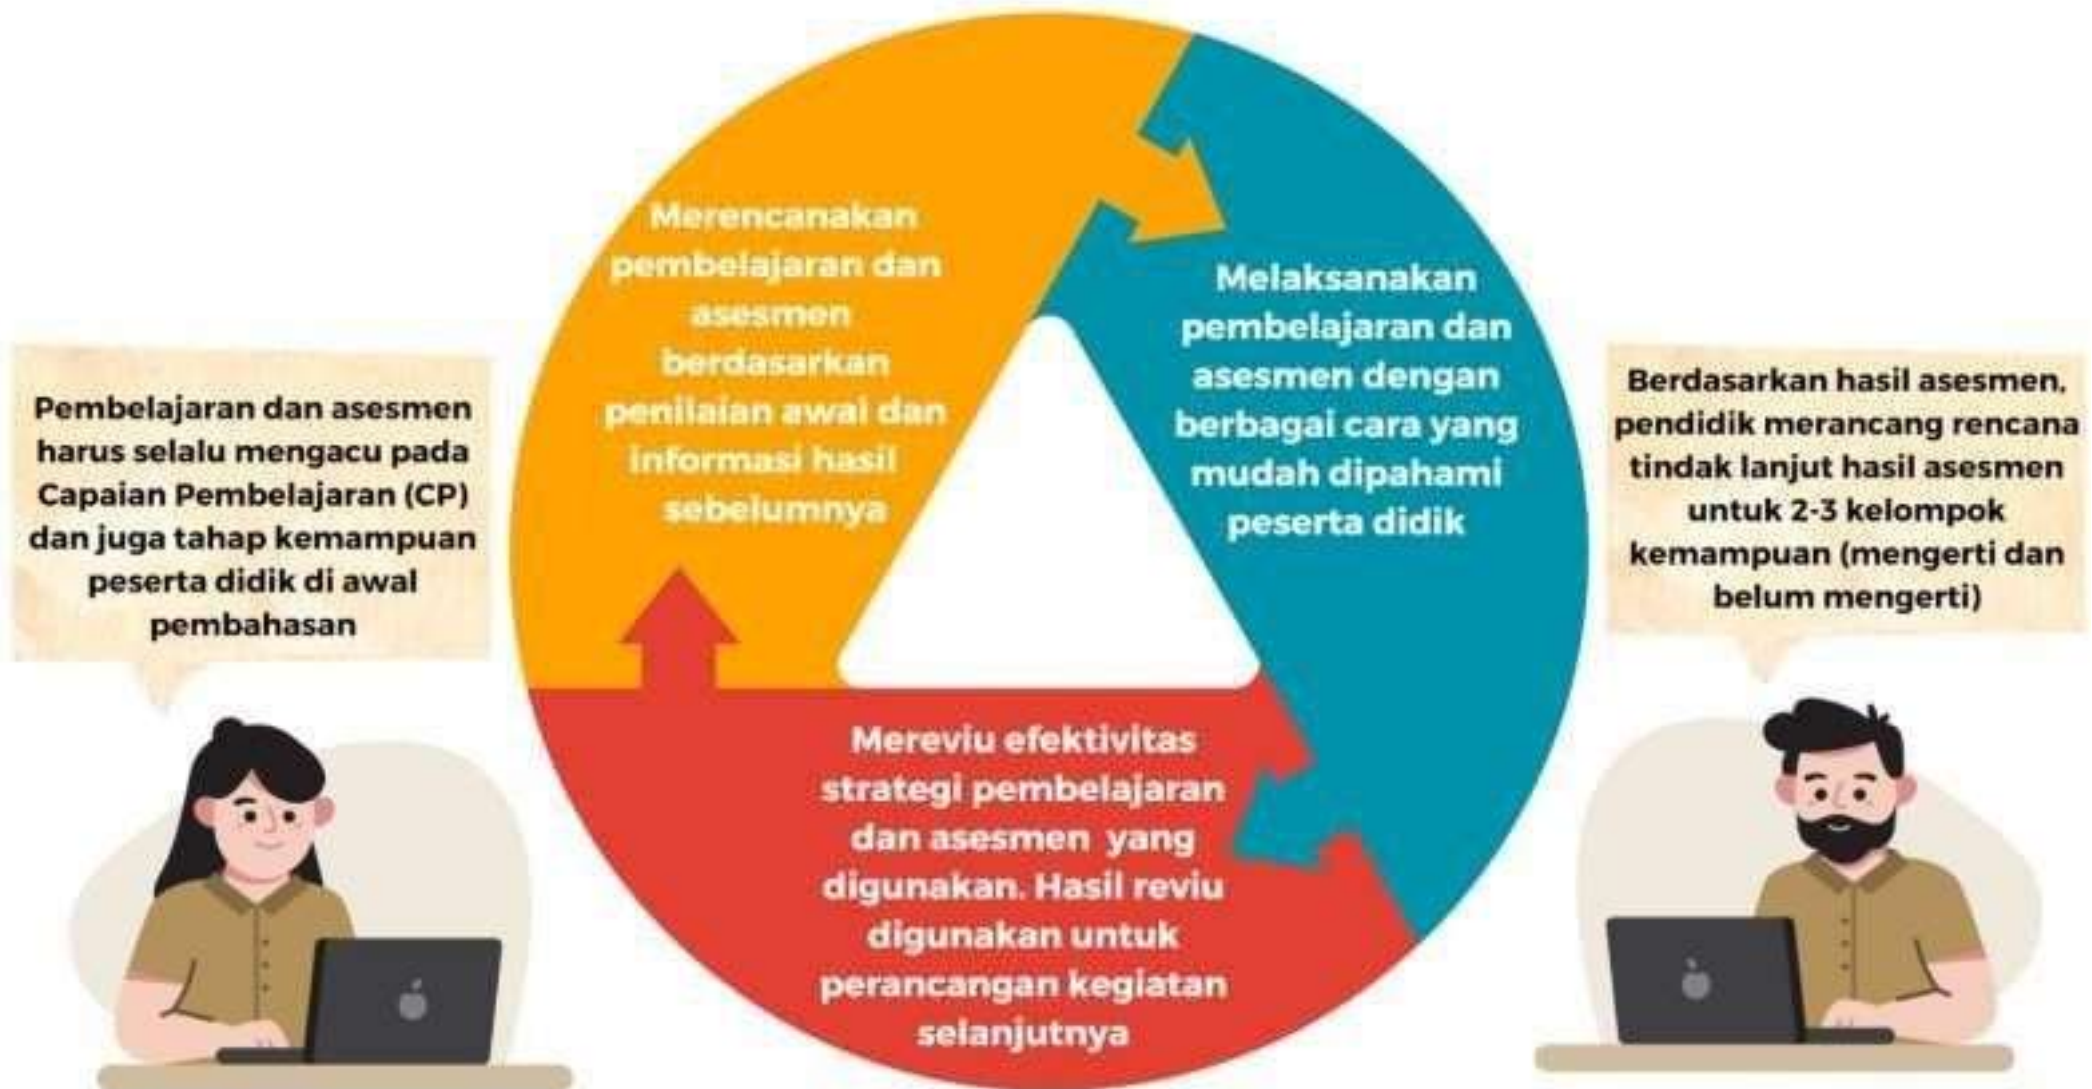 Merencanakan
pembelajaran dan
asesmen
berdasarkan
penilaian awal dan
informasi hasil
sebelumnya
Melaksanakan
pembelajaran dan
asesmen dengan
berbagai cara yang
mudah dipahami
peserta didik
Mereviu efektivitas
strategi pembelajaran
dan asesmen yang
digunakan. Hasil reviu
digunakan untuk
perancangan kegiatan
selanjutnya
Pembelajaran dan asesmen
harus selalu mengacu pada
Capaian Pembelajaran (CP)
dan juga tahap kemampuan
peserta didik di awal
pembahasan
Berdasarkan hasil asesmen,
pendidik merancang rencana
tindak lanjut hasil asesmen
untuk 2-3 kelompok
kemampuan (mengerti dan
belum mengerti)